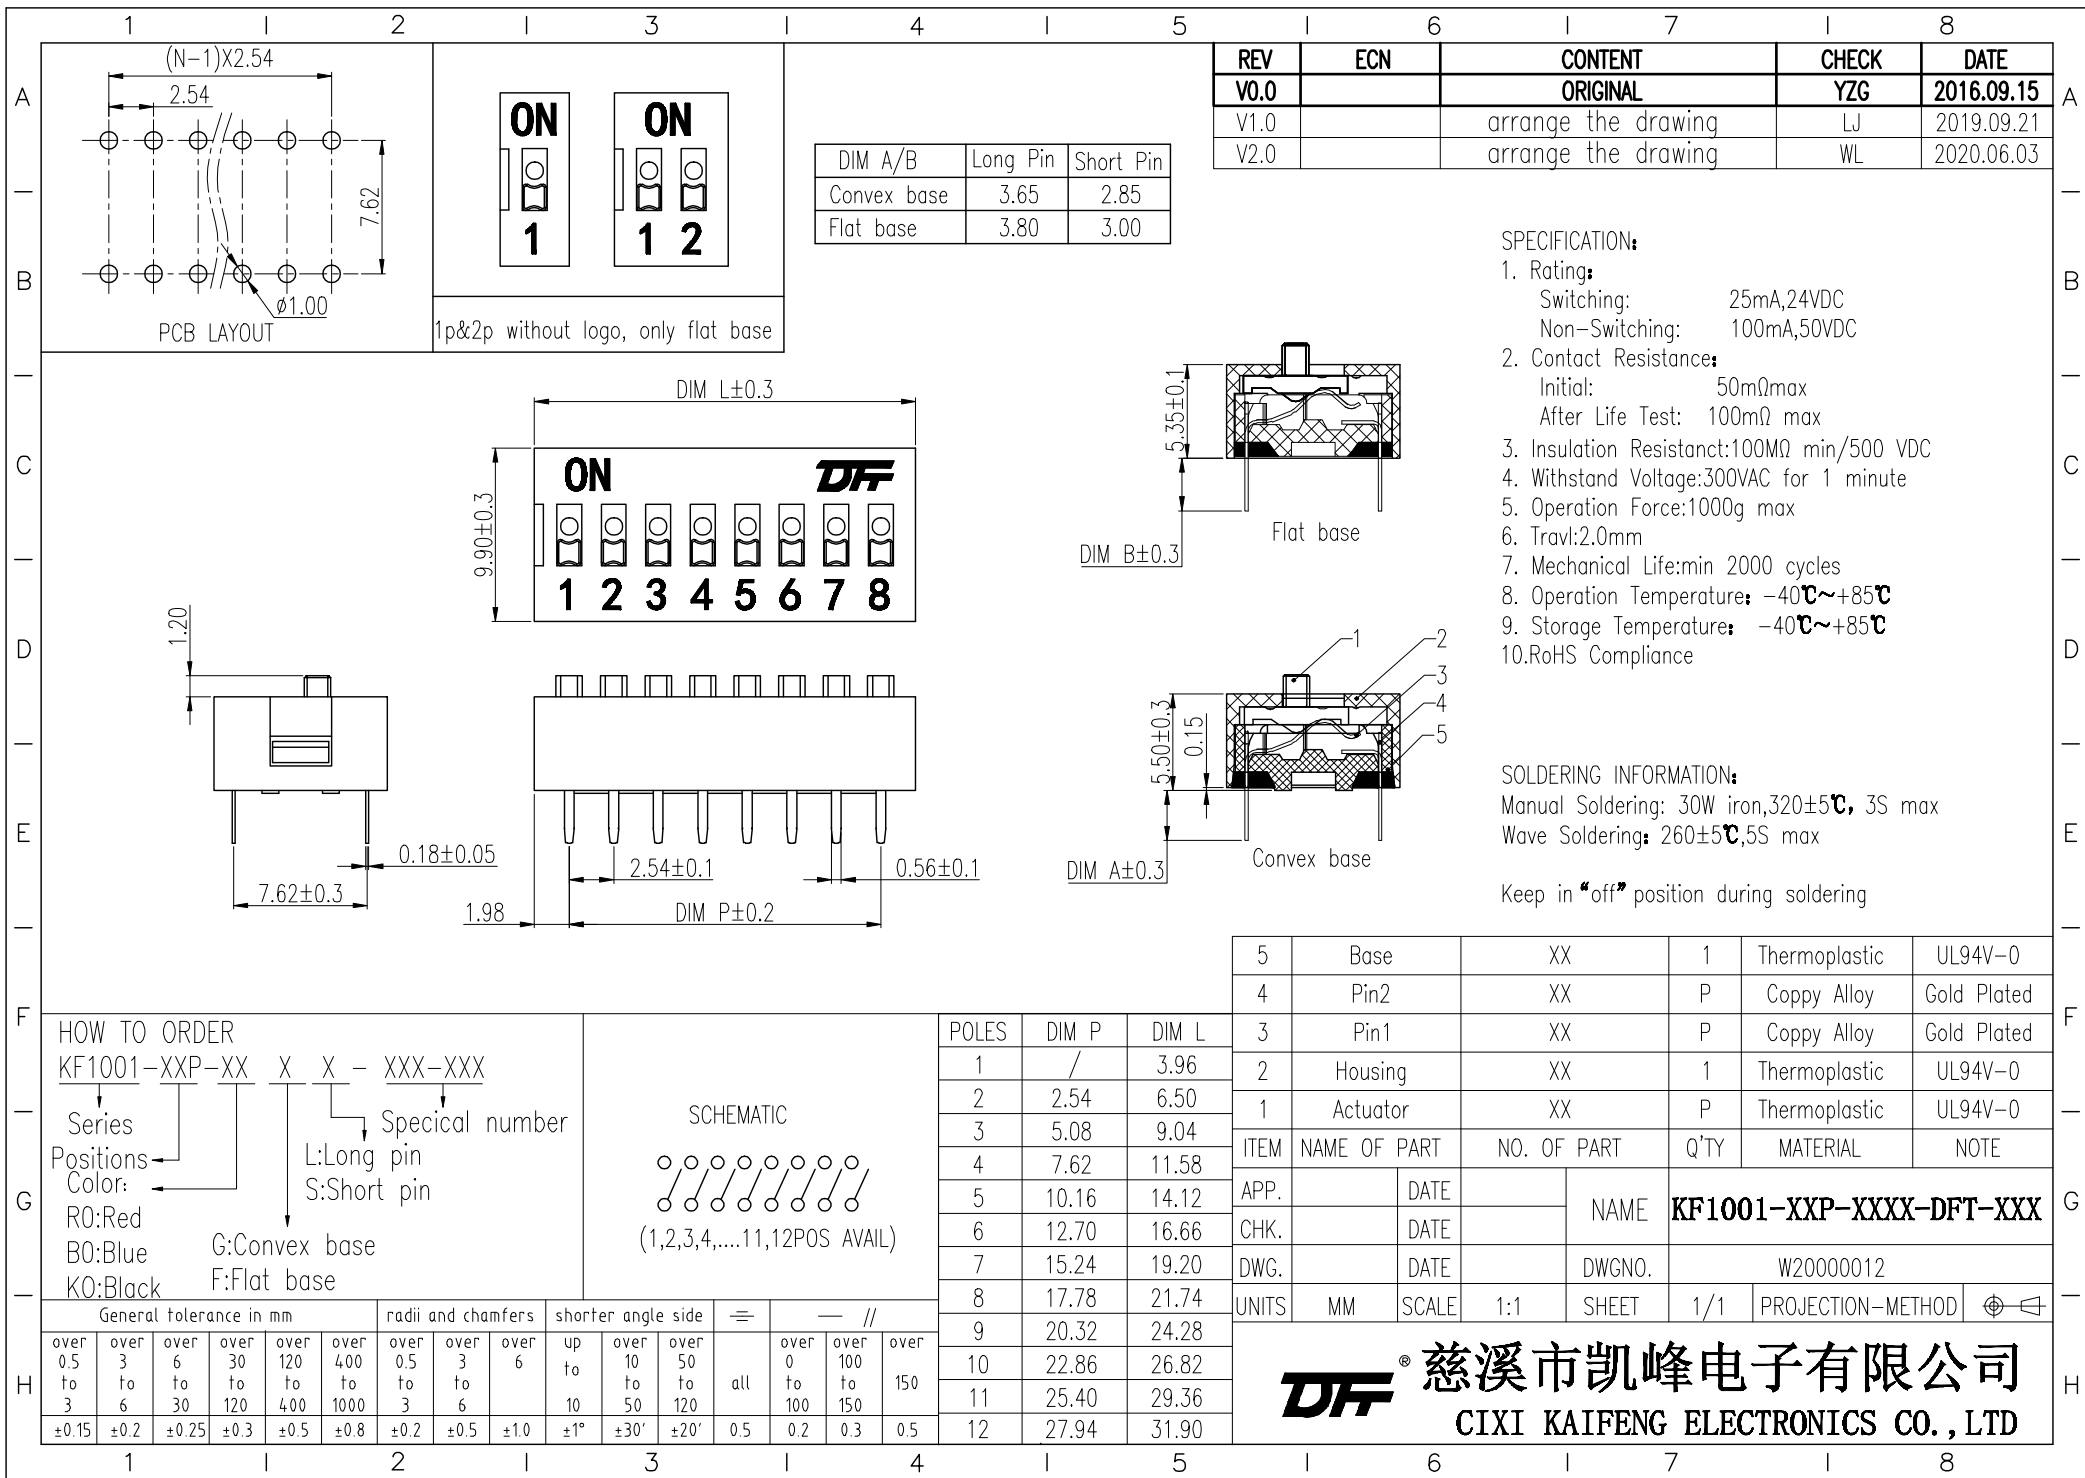 1 2 3 4 5 6 7 8
A
B
C
D
E
F
G
H
(N-1)X2.54
2.54
7.62
ø1.00
PCB LAYOUT
ON
1
ON
1 2
1p&2p without logo, only flat base
DIM A/B Long Pin Short Pin
Convex base 3.65 2.85
Flat base 3.80 3.00
REV ECN CONTENT CHECK DATE
V0.0 ORIGINAL YZG 2016.09.15
V1.0 arrange the drawing LJ 2019.09.21
V2.0 arrange the drawing WL 2020.06.03
SPECIFICATION:
1. Rating:
Switching: 25mA,24VDC
Non-Switching: 100mA,50VDC
2. Contact Resistance:
Initial: 50mΩmax
After Life Test: 100mΩ max
3. Insulation Resistanct:100MΩ min/500 VDC
4. Withstand Voltage:300VAC for 1 minute
5. Operation Force:1000g max
6. Travl:2.0mm
7. Mechanical Life:min 2000 cycles
8. Operation Temperature: -40℃~+85℃
9. Storage Temperature: -40℃~+85℃
10.RoHS Compliance
SOLDERING INFORMATION:
Manual Soldering: 30W iron,320±5℃, 3S max
Wave Soldering: 260±5℃,5S max
Keep in "off" position during soldering
DIM L±0.3
9.90±0.3
ON DFT
1 2 3 4 5 6 7 8
5.35±0.1
DIM B±0.3
Flat base
1.20
0.18±0.05
7.62±0.3
2.54±0.1
0.56±0.1
1.98
DIM P±0.2
1
2
3
4
5
5.50±0.3
0.15
DIM A±0.3
Convex base
HOW TO ORDER
KF1001-XXP-XX X X - XXX-XXX
Series
Specical number
Positions
L:Long pin
Color:
S:Short pin
RO:Red
BO:Blue
G:Convex base
KO:Black
F:Flat base
SCHEMATIC
(1,2,3,4,....11,12POS AVAIL)
POLES DIM P DIM L
1 / 3.96
2 2.54 6.50
3 5.08 9.04
4 7.62 11.58
5 10.16 14.12
6 12.70 16.66
7 15.24 19.20
8 17.78 21.74
9 20.32 24.28
10 22.86 26.82
11 25.40 29.36
12 27.94 31.90
5 Base XX 1 Thermoplastic UL94V-0
4 Pin2 XX P Coppy Alloy Gold Plated
3 Pin1 XX P Coppy Alloy Gold Plated
2 Housing XX 1 Thermoplastic UL94V-0
1 Actuator XX P Thermoplastic UL94V-0
ITEM NAME OF PART NO. OF PART Q'TY MATERIAL NOTE
APP. DATE
CHK. DATE
NAME KF1001-XXP-XXXX-DFT-XXX
DWG. DATE DWGNO. W20000012
UNITS MM SCALE 1:1 SHEET 1/1 PROJECTION-METHOD
General tolerance in mm radii and chamfers shorter angle side ⌯ — //
over 0.5 to 3 over 3 to 6 over 6 to 30 over 30 to 120 over 120 to 400 over 400 to 1000 over 0.5 to 3 over 3 to 6 over 6 up to 10 over 10 to 50 over 50 to 120 all over 0 to 100 over 100 to 150 over 150
±0.15 ±0.2 ±0.25 ±0.3 ±0.5 ±0.8 ±0.2 ±0.5 ±1.0 ±1° ±30' ±20' 0.5 0.2 0.3 0.5
DFT ® 慈溪市凯峰电子有限公司
CIXI KAIFENG ELECTRONICS CO.,LTD
1 2 3 4 5 6 7 8
A
B
C
D
E
F
G
H